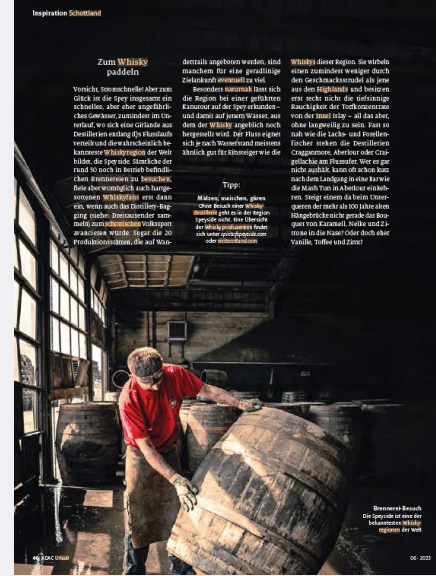 Inspiration Schottland
Zum Whisky
paddeln
Vorsicht, Stromschnelle! Aber zum
Glück ist die Spey insgesamt ein
schnelles, aber eher ungefährli-
ches Gewässer, zumindest im Un-
terlauf, wo sich eine Girlande aus
Destillerien entlang des Flusslaufs
verteilt und die wahrscheinlich be-
kannteste Whiskyregion der Welt
bildet, die Speyside. Sämtliche der
rund 50 noch in Betrieb befindli-
chen Brennereien zu besuchen,
fiele aber womöglich auch hartge-
sottenen Whiskyfans erst dann
ein, wenn auch das Distillery-Bag-
ging (siehe: Dreitausender sam-
meln) zum schottischen Volkssport
avancieren würde. Sogar die 20
Produktionsstätten, die auf Wan-
derrails angeboten werden, sind
manchem für eine geradlinige
Zielankunft eventuell zu viel.
Besonders naturnah lässt sich
die Region bei einer geführten
Kanutour auf der Spey erkunden –
und damit auf jenem Wasser, aus
dem der Whisky angeblich noch
hergestellt wird. Der Fluss eignet
sich je nach Wasserstand meistens
ähnlich gut für Einsteiger wie die
Tipp:
Mälzen, maischen, gären
Ohne Besuch einer Whisky-
destillerie geht es in der Region
Speyside nicht. Eine Übersicht
der Whiskyproduzenten findet
sich unter spiritofspeyside.com
oder visitscotland.com
Whiskys dieser Region. Sie wirbeln
einen zumindest weniger durch
den Geschmacksstrudel als jene
aus den Highlands und besitzen
erst recht nicht die tiefsinnige
Rauchigkeit der Torfkonzentrate
von der Insel Islay – all das aber,
ohne langweilig zu sein. Fast so
nah wie die Lachs- und Forellen-
fischer stehen die Destillerien
Cragganmore, Aberlour oder Crai-
gellachie am Flussufer. Wer es gar
nicht aushält, kann oft schon kurz
nach dem Landgang in eine Bar wie
die Mash Tun in Aberlour einkeh-
ren. Steigt einem da beim Unter-
queren der mehr als 100 Jahre alten
Hängebrücke nicht gerade das Bou-
quet von Karamell, Nelke und Zi-
trone in die Nase? Oder doch eher
Vanille, Toffee und Zimt?
Brennerei-Besuch
Die Speyside ist eine der
bekanntesten Whisky-
regionen der Welt
46 ADAC Urlaub
06-2023